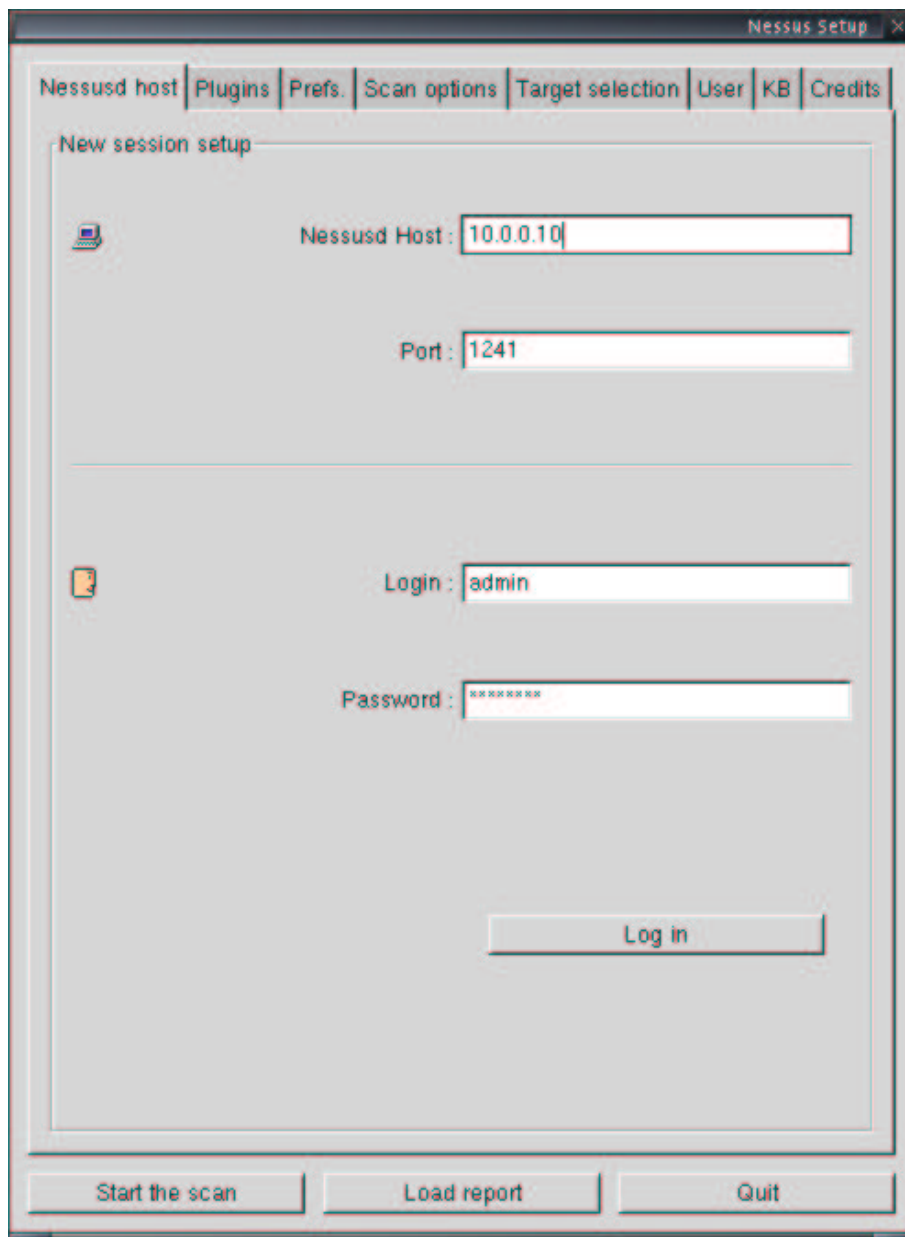 Nessus Setup
Nessusd host Plugins Prefs. Scan options Target selection User KB Credits
New session setup
Nessusd Host : 10.0.0.10
Port : 1241
Login : admin
Password : ********
Log in
Start the scan Load report Quit